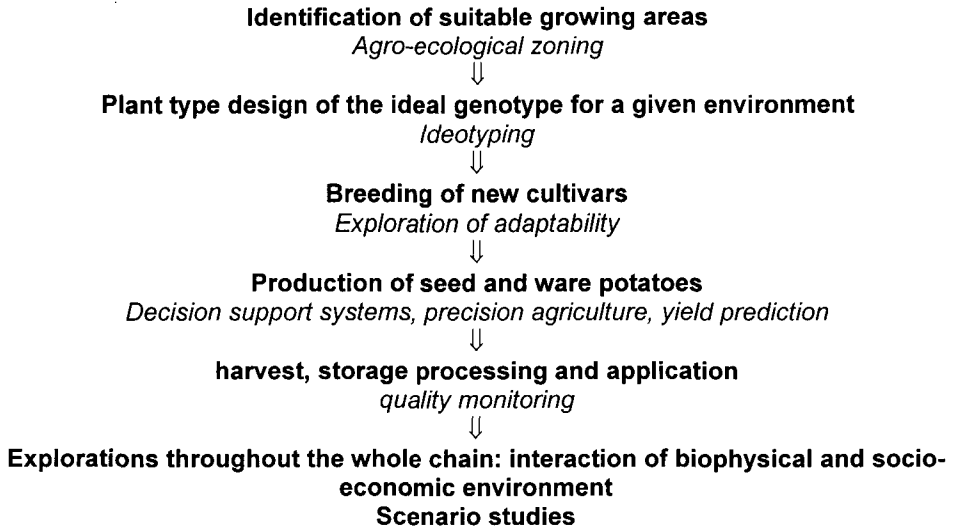 Identification of suitable growing areas
Agro-ecological zoning
⇓
Plant type design of the ideal genotype for a given environment
Ideotyping
⇓
Breeding of new cultivars
Exploration of adaptability
⇓
Production of seed and ware potatoes
Decision support systems, precision agriculture, yield prediction
⇓
harvest, storage processing and application
quality monitoring
⇓
Explorations throughout the whole chain: interaction of biophysical and socio-
economic environment
Scenario studies